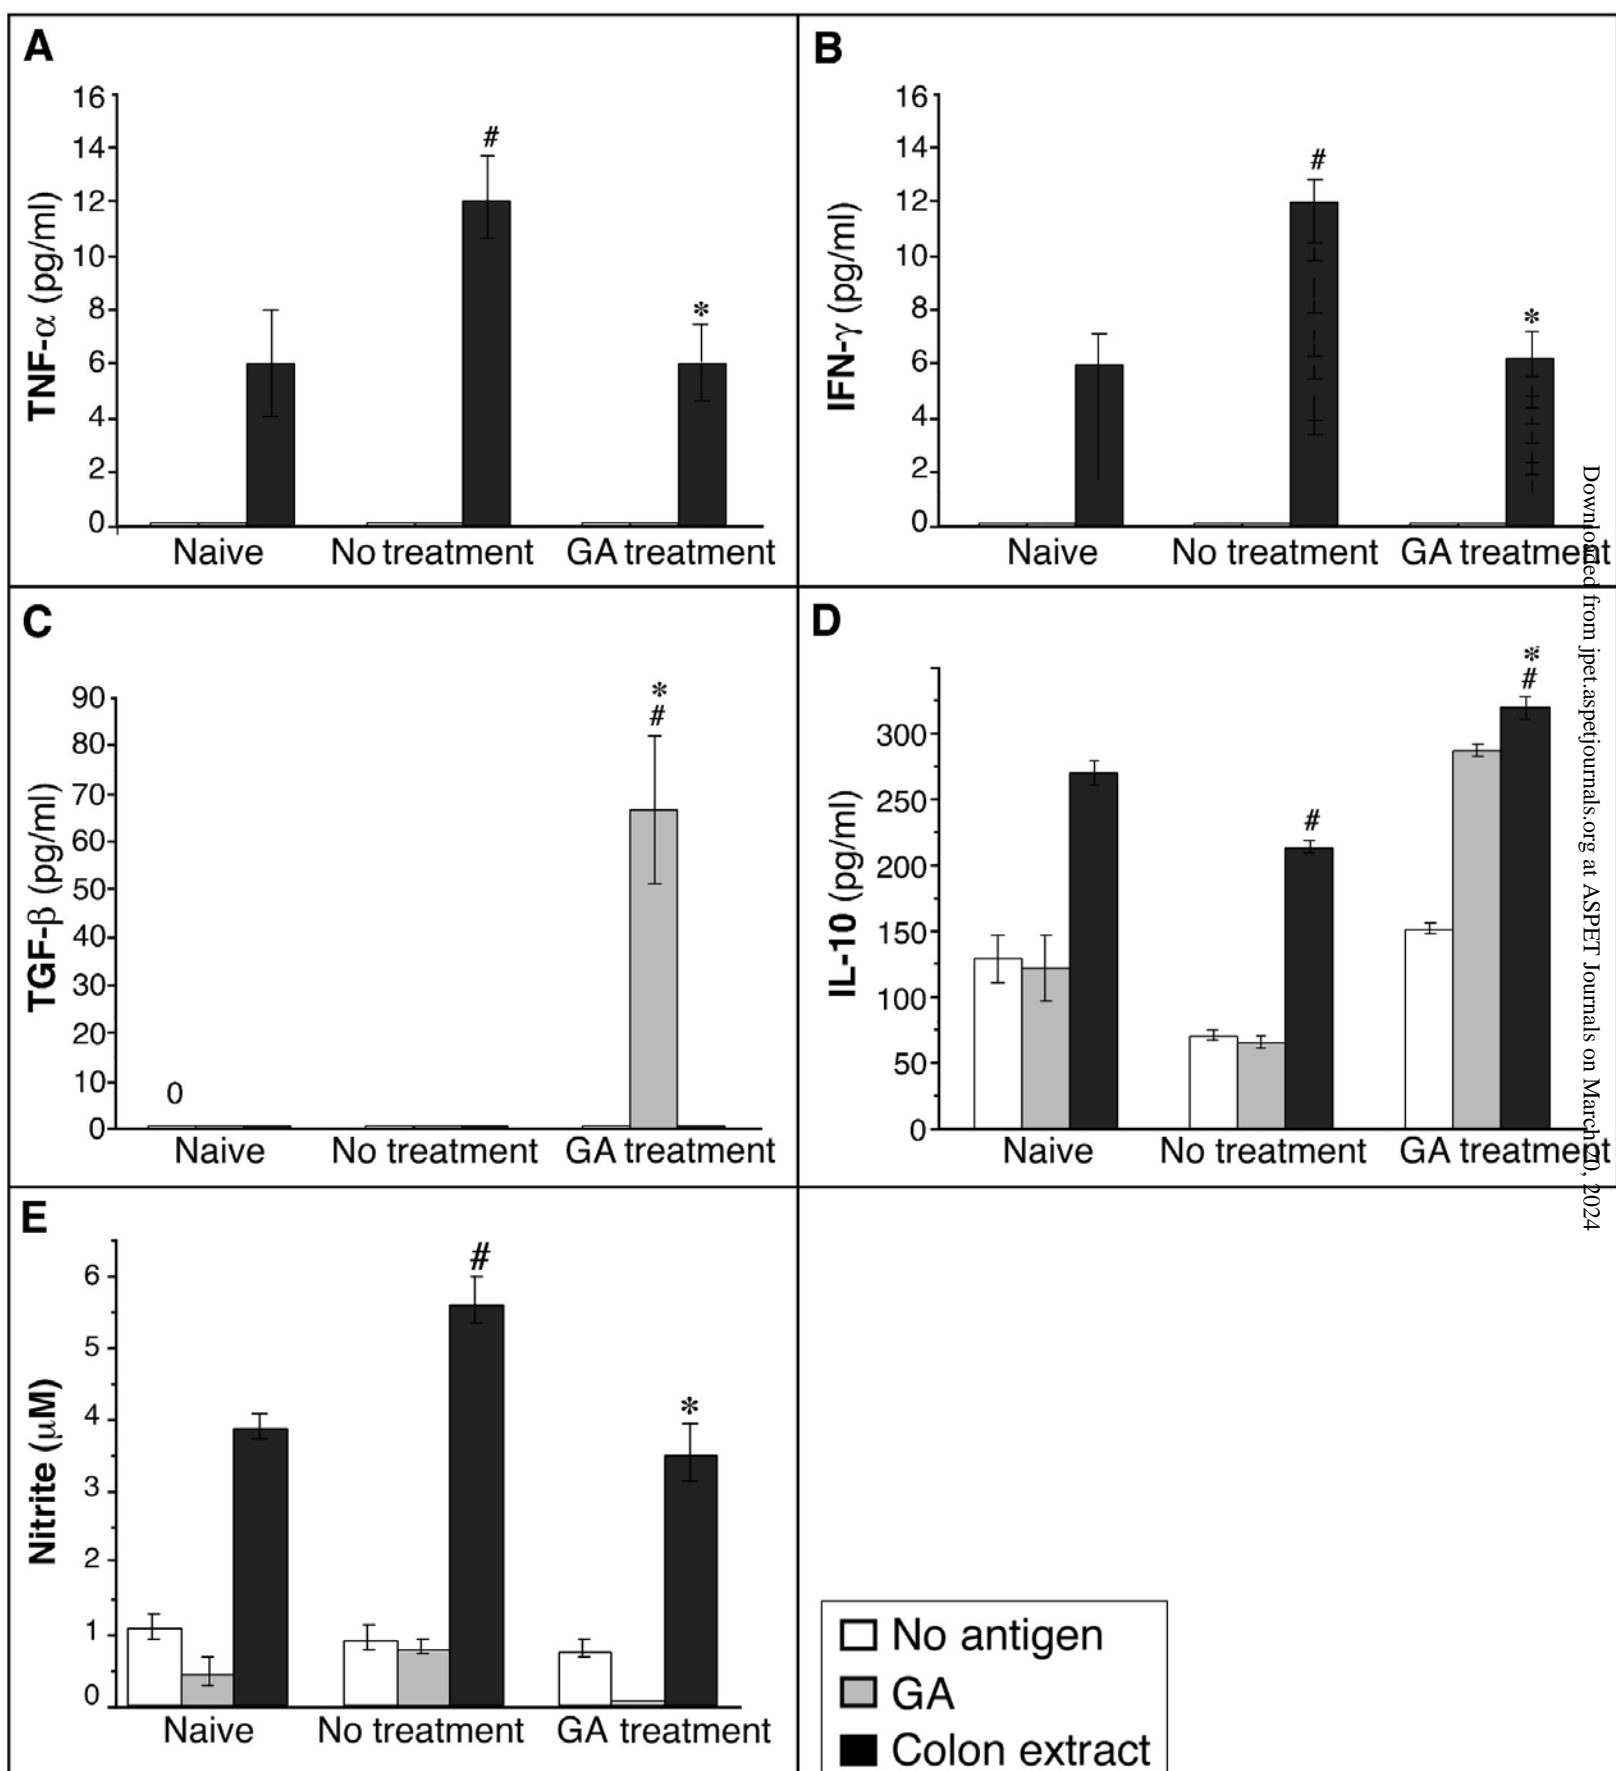 A
TNF-α (pg/ml)
16
14
12
10
8
6
4
2
0
#
*
Naive
No treatment
GA treatment
B
IFN-γ (pg/ml)
16
14
12
10
8
6
4
2
0
#
*
Naive
No treatment
GA treatment
C
TGF-β (pg/ml)
90
80
70
60
50
40
30
20
10
0
0
*
#
Naive
No treatment
GA treatment
D
IL-10 (pg/ml)
300
250
200
150
100
50
0
#
*
#
Naive
No treatment
GA treatment
E
Nitrite (μM)
6
5
4
3
2
1
0
#
*
Naive
No treatment
GA treatment
No antigen
GA
Colon extract
Downloaded from jpet.aspetjournals.org at ASPET Journals on March 20, 2024